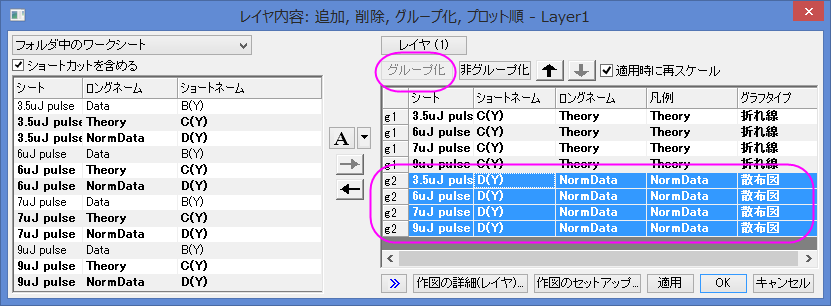 レイヤ内容: 追加, 削除, グループ化, プロット順 - Layer1
フォルダ中のワークシート
ショートカットを含める
シート ロングネーム ショートネーム
3.5uJ pulse Data B(Y)
3.5uJ pulse Theory C(Y)
3.5uJ pulse NormData D(Y)
6uJ pulse Data B(Y)
6uJ pulse Theory C(Y)
6uJ pulse NormData D(Y)
7uJ pulse Data B(Y)
7uJ pulse Theory C(Y)
7uJ pulse NormData D(Y)
9uJ pulse Data B(Y)
9uJ pulse Theory C(Y)
9uJ pulse NormData D(Y)
A
レイヤ (1)
グループ化 非グループ化 適用時に再スケール
シート ショートネーム ロングネーム 凡例 グラフタイプ
g1 3.5uJ puls C(Y) Theory Theory 折れ線
g1 6uJ pulse C(Y) Theory Theory 折れ線
g1 7uJ pulse C(Y) Theory Theory 折れ線
g1 9uJ pulse C(Y) Theory Theory 折れ線
g2 3.5uJ puls D(Y) NormData NormData 散布図
g2 6uJ pulse D(Y) NormData NormData 散布図
g2 7uJ pulse D(Y) NormData NormData 散布図
g2 9uJ pulse D(Y) NormData NormData 散布図
» 作図の詳細(レイヤ)... 作図のセットアップ... 適用 OK キャンセル